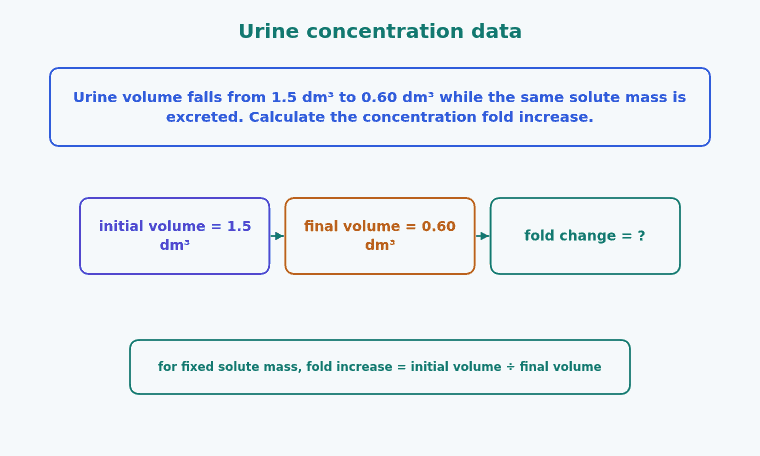 Urine concentration data
Urine volume falls from 1.5 dm³ to 0.60 dm³ while the same solute mass is
excreted. Calculate the concentration fold increase.
initial volume = 1.5
dm³
final volume = 0.60
dm³
fold change = ?
for fixed solute mass, fold increase = initial volume ÷ final volume